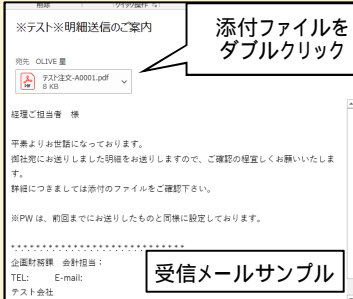 ※テスト※明細送信のご案内
添付ファイルを
ダブルクリック
宛先 OLIVE 星
テスト注文-A0001.pdf
8 KB
経理ご担当者 様
平素よりお世話になっております。
御社宛にお送りしました明細をお送りしますので、ご確認の程宜しくお願いいたしま
す。
詳細につきましては添付のファイルをご確認下さい。
※PW は、前回までにお送りしたものと同様に設定しております。
****************************
企画財務課 会計担当：
TEL: E-mail:
テスト会社
受信メールサンプル